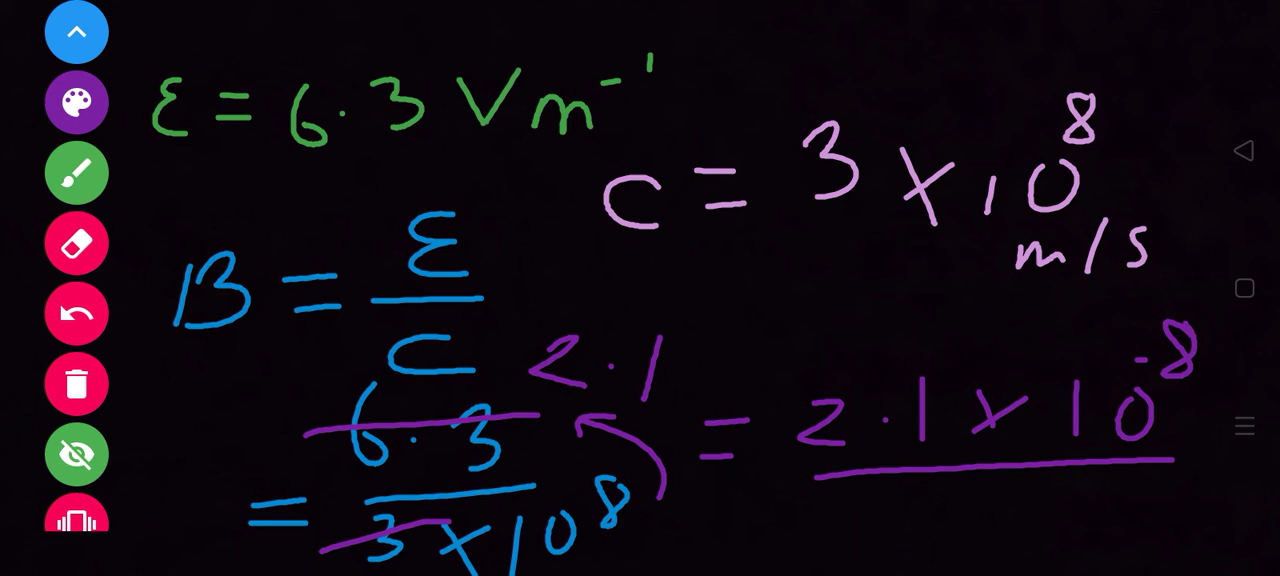 ε = 6.3 Vm⁻¹
C = 3 × 10⁸ m/s
B = ε/C
= 6.3/3×10⁸ 2.1 = 2.1 × 10⁻⁸